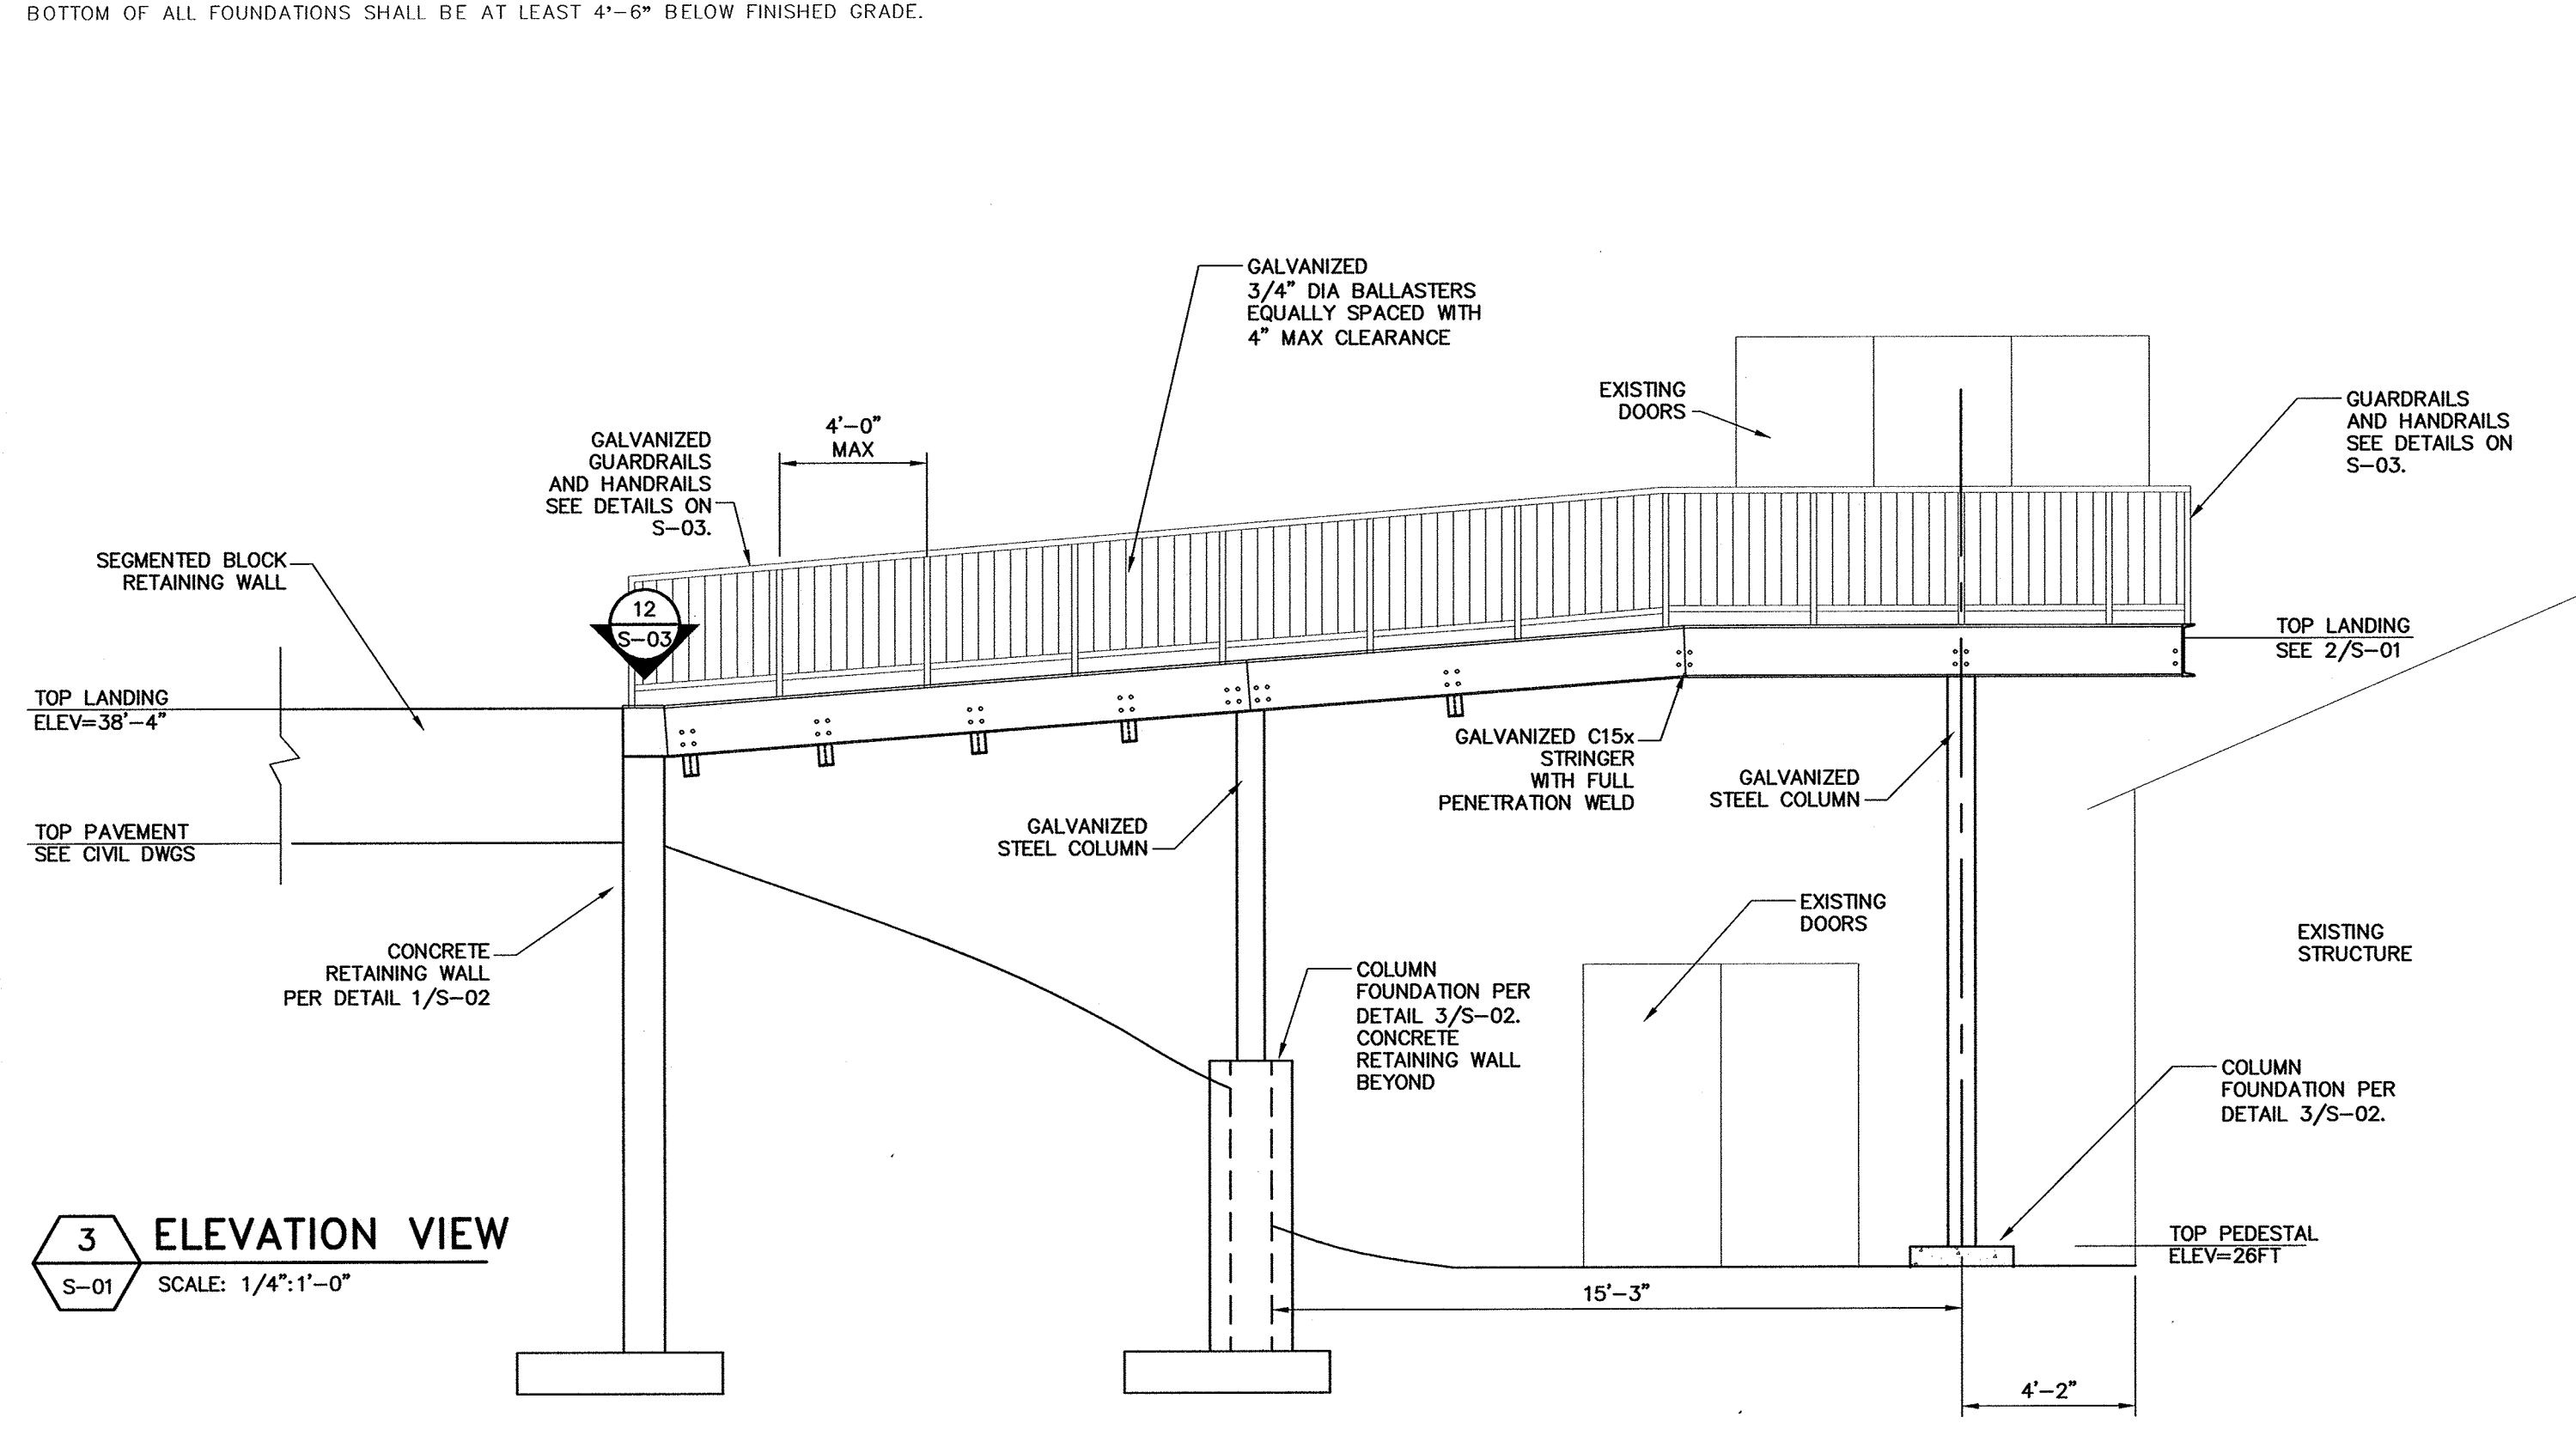 BOTTOM OF ALL FOUNDATIONS SHALL BE AT LEAST 4'-6" BELOW FINISHED GRADE.
GALVANIZED
3/4" DIA BALLASTERS
EQUALLY SPACED WITH
4" MAX CLEARANCE
EXISTING
DOORS
GUARDRAILS
AND HANDRAILS
SEE DETAILS ON
S-03.
4'-0"
MAX
GALVANIZED
GUARDRAILS
AND HANDRAILS
SEE DETAILS ON
S-03.
SEGMENTED BLOCK
RETAINING WALL
12
S-03
TOP LANDING
SEE 2/S-01
TOP LANDING
ELEV=38'-4"
GALVANIZED C15x
STRINGER
WITH FULL
PENETRATION WELD
GALVANIZED
STEEL COLUMN
TOP PAVEMENT
SEE CIVIL DWGS
GALVANIZED
STEEL COLUMN
EXISTING
DOORS
EXISTING
STRUCTURE
CONCRETE
RETAINING WALL
PER DETAIL 1/S-02
COLUMN
FOUNDATION PER
DETAIL 3/S-02.
CONCRETE
RETAINING WALL
BEYOND
COLUMN
FOUNDATION PER
DETAIL 3/S-02.
TOP PEDESTAL
ELEV=26FT
3
S-01
ELEVATION VIEW
SCALE: 1/4":1'-0"
15'-3"
4'-2"